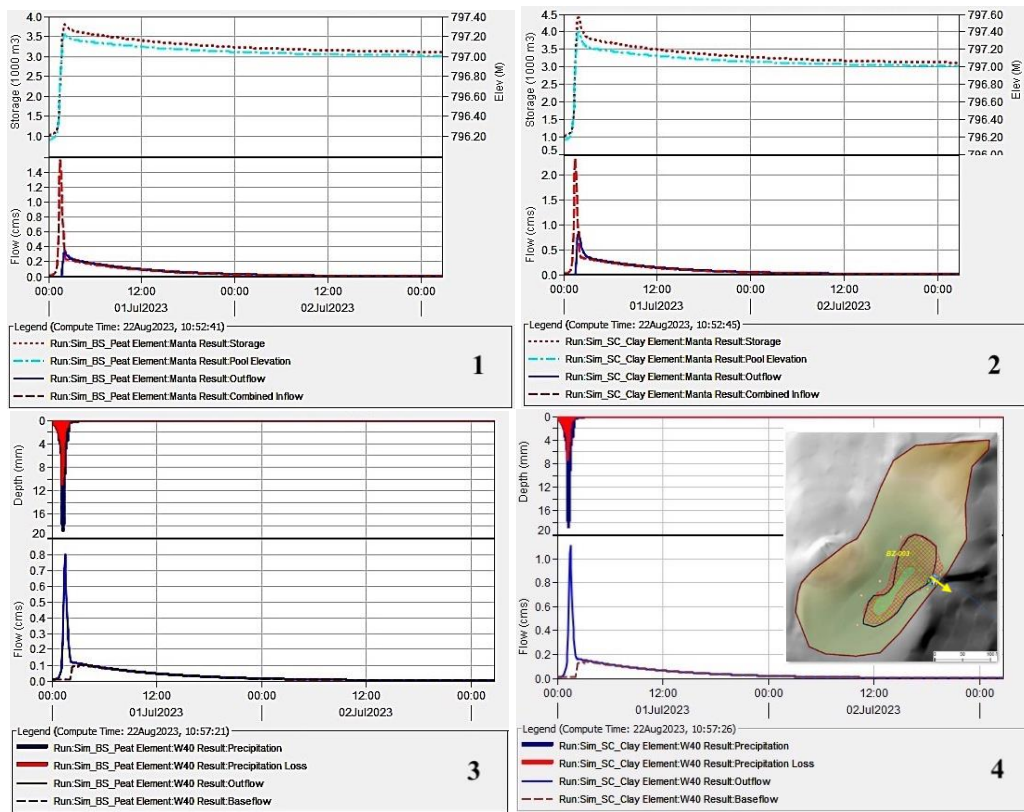 4.0
3.5
3.0
2.5
2.0
1.5
1.0
Storage (1000 m3)
797.40
797.20
797.00
796.80
796.60
796.40
796.20
Elev (M)
1.4
1.2
1.0
0.8
0.6
0.4
0.2
0.0
Flow (cms)
00:00 12:00 00:00 12:00 00:00
01Jul2023 02Jul2023
Legend (Compute Time: 22Aug2023, 10:52:41)
Run:Sim_BS_Peat Element:Manta Result:Storage
Run:Sim_BS_Peat Element:Manta Result:Pool Elevation
Run:Sim_BS_Peat Element:Manta Result:Outflow
Run:Sim_BS_Peat Element:Manta Result:Combined Inflow
1
4.5
4.0
3.5
3.0
2.5
2.0
1.5
1.0
0.5
Storage (1000 m3)
797.60
797.40
797.20
797.00
796.80
796.60
796.40
796.20
796.00
Elev (M)
2.0
1.5
1.0
0.5
0.0
Flow (cms)
00:00 12:00 00:00 12:00 00:00
01Jul2023 02Jul2023
Legend (Compute Time: 22Aug2023, 10:52:45)
Run:Sim_SC_Clay Element:Manta Result:Storage
Run:Sim_SC_Clay Element:Manta Result:Pool Elevation
Run:Sim_SC_Clay Element:Manta Result:Outflow
Run:Sim_SC_Clay Element:Manta Result:Combined Inflow
2
0
4
8
12
16
20
Depth (mm)
0.8
0.7
0.6
0.5
0.4
0.3
0.2
0.1
0.0
Flow (cms)
00:00 12:00 00:00 12:00 00:00
01Jul2023 02Jul2023
Legend (Compute Time: 22Aug2023, 10:57:21)
Run:Sim_BS_Peat Element:W40 Result:Precipitation
Run:Sim_BS_Peat Element:W40 Result:Precipitation Loss
Run:Sim_BS_Peat Element:W40 Result:Outflow
Run:Sim_BS_Peat Element:W40 Result:Baseflow
3
0
4
8
12
16
20
Depth (mm)
1.0
0.8
0.6
0.4
0.2
0.0
Flow (cms)
00:00 12:00 00:00 12:00 00:00
01Jul2023 02Jul2023
BZ-003
Legend (Compute Time: 22Aug2023, 10:57:26)
Run:Sim_SC_Clay Element:W40 Result:Precipitation
Run:Sim_SC_Clay Element:W40 Result:Precipitation Loss
Run:Sim_SC_Clay Element:W40 Result:Outflow
Run:Sim_SC_Clay Element:W40 Result:Baseflow
4